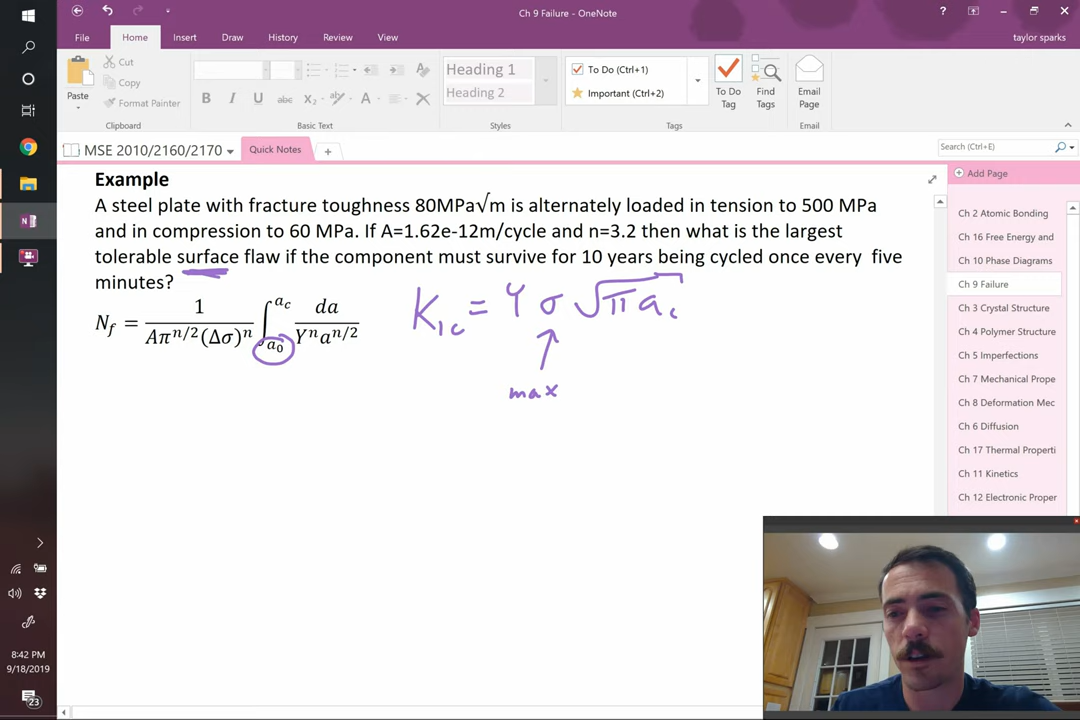 Ch 9 Failure - OneNote
taylor sparks
File Home Insert Draw History Review View
Paste
Cut
Copy
Format Painter
Clipboard
B I U abc X₂ A
Basic Text
Heading 1
Heading 2
Styles
To Do (Ctrl+1)
Important (Ctrl+2)
To Do
Tag
Find
Tags
Tags
Email
Page
Email
MSE 2010/2160/2170
Quick Notes
Search (Ctrl+E)
Add Page
Ch 2 Atomic Bonding
Ch 16 Free Energy and
Ch 10 Phase Diagrams
Ch 9 Failure
Ch 3 Crystal Structure
Ch 4 Polymer Structure
Ch 5 Imperfections
Ch 7 Mechanical Prope
Ch 8 Deformation Mec
Ch 6 Diffusion
Ch 17 Thermal Properti
Ch 11 Kinetics
Ch 12 Electronic Proper
Example
A steel plate with fracture toughness 80MPa√m is alternately loaded in tension to 500 MPa
and in compression to 60 MPa. If A=1.62e-12m/cycle and n=3.2 then what is the largest
tolerable surface flaw if the component must survive for 10 years being cycled once every five
minutes?
N_f = 1/(Aπ^(n/2)(Δσ)^n) ∫_(a_0)^(a_c) da/(Y^n a^(n/2))
K_1c = Y σ √(π a_c)
max
8:42 PM
9/18/2019
23